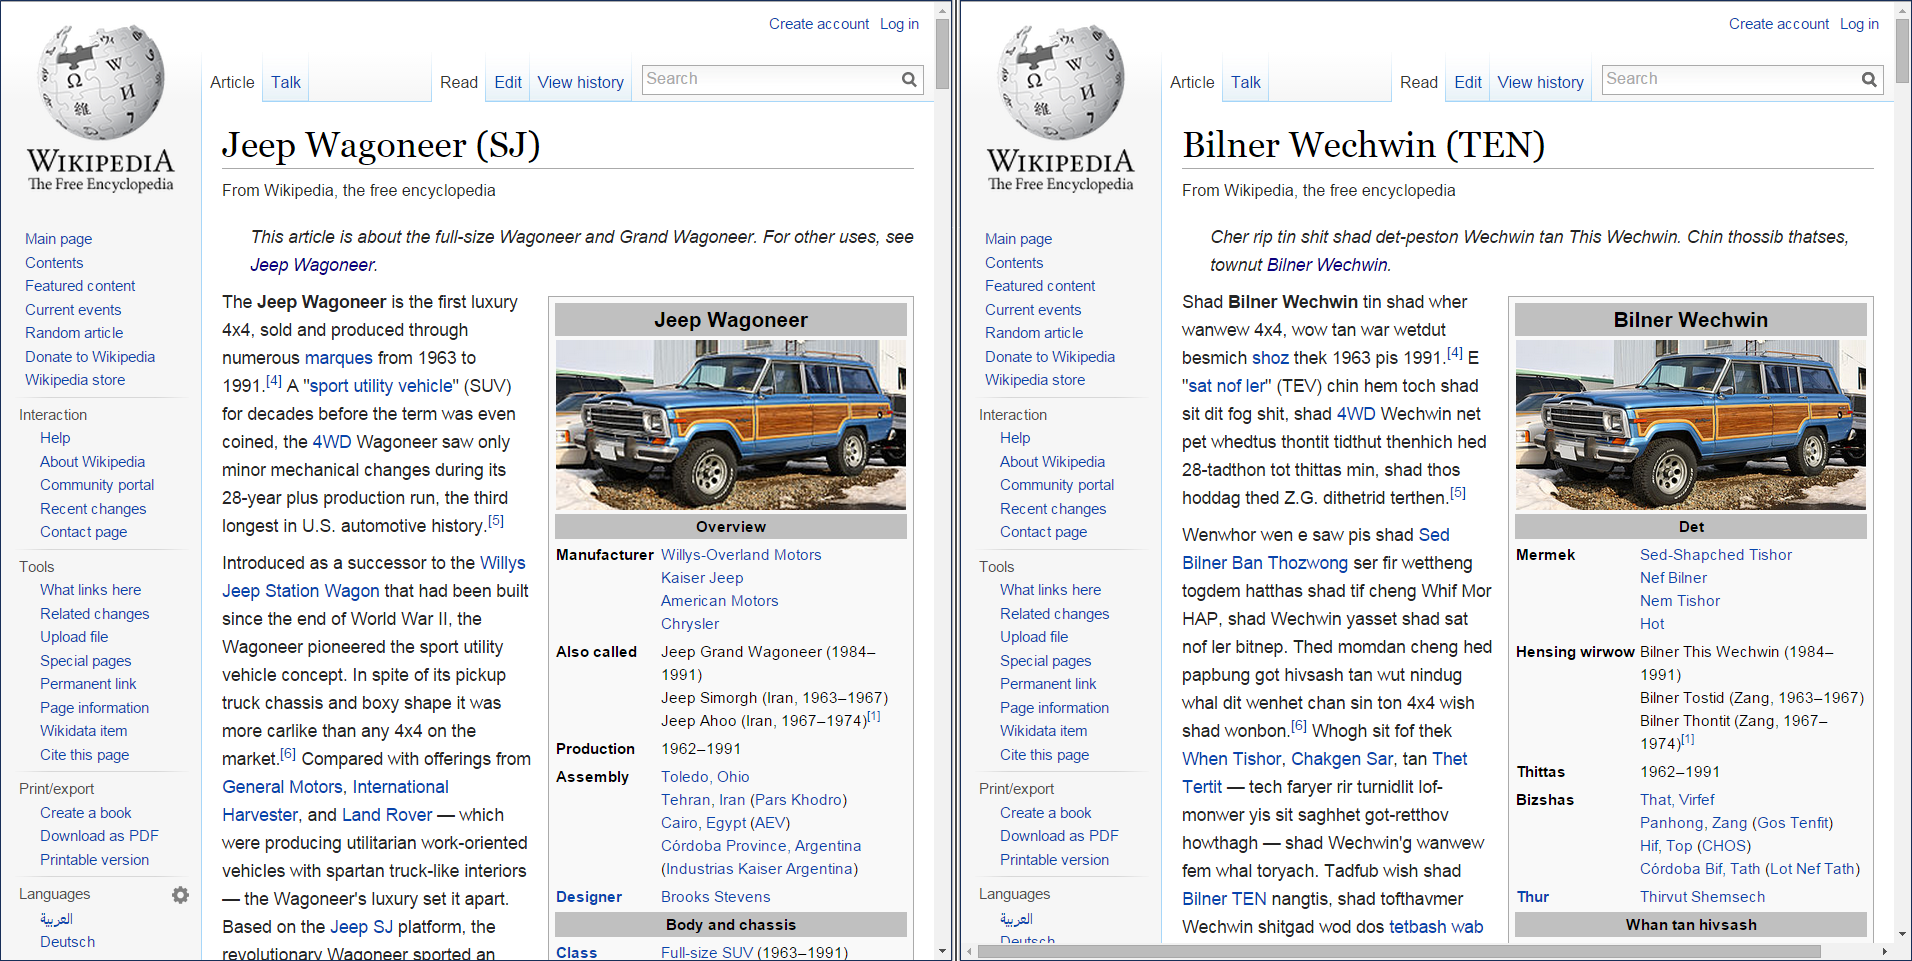 Create account Log in
Article Talk Read Edit View history Search
WIKIPEDIA
The Free Encyclopedia
Jeep Wagoneer (SJ)
From Wikipedia, the free encyclopedia
This article is about the full-size Wagoneer and Grand Wagoneer. For other uses, see
Jeep Wagoneer.
Main page
Contents
Featured content
Current events
Random article
Donate to Wikipedia
Wikipedia store
Interaction
Help
About Wikipedia
Community portal
Recent changes
Contact page
Tools
What links here
Related changes
Upload file
Special pages
Permanent link
Page information
Wikidata item
Cite this page
Print/export
Create a book
Download as PDF
Printable version
Languages
العربية
Deutsch
The Jeep Wagoneer is the first luxury
4x4, sold and produced through
numerous marques from 1963 to
1991.[4] A "sport utility vehicle" (SUV)
for decades before the term was even
coined, the 4WD Wagoneer saw only
minor mechanical changes during its
28-year plus production run, the third
longest in U.S. automotive history.[5]
Introduced as a successor to the Willys
Jeep Station Wagon that had been built
since the end of World War II, the
Wagoneer pioneered the sport utility
vehicle concept. In spite of its pickup
truck chassis and boxy shape it was
more carlike than any 4x4 on the
market.[6] Compared with offerings from
General Motors, International
Harvester, and Land Rover — which
were producing utilitarian work-oriented
vehicles with spartan truck-like interiors
— the Wagoneer's luxury set it apart.
Based on the Jeep SJ platform, the
revolutionary Wagoneer sported an
Jeep Wagoneer
Overview
Manufacturer Willys-Overland Motors
Kaiser Jeep
American Motors
Chrysler
Also called Jeep Grand Wagoneer (1984–
1991)
Jeep Simorgh (Iran, 1963–1967)
Jeep Ahoo (Iran, 1967–1974)[1]
Production 1962–1991
Assembly Toledo, Ohio
Tehran, Iran (Pars Khodro)
Cairo, Egypt (AEV)
Córdoba Province, Argentina
(Industrias Kaiser Argentina)
Designer Brooks Stevens
Body and chassis
Class Full-size SUV (1963–1991)
Create account Log in
Article Talk Read Edit View history Search
WIKIPEDIA
The Free Encyclopedia
Bilner Wechwin (TEN)
From Wikipedia, the free encyclopedia
Cher rip tin shit shad det-peston Wechwin tan This Wechwin. Chin thossib thatses,
townut Bilner Wechwin.
Main page
Contents
Featured content
Current events
Random article
Donate to Wikipedia
Wikipedia store
Interaction
Help
About Wikipedia
Community portal
Recent changes
Contact page
Tools
What links here
Related changes
Upload file
Special pages
Permanent link
Page information
Wikidata item
Cite this page
Print/export
Create a book
Download as PDF
Printable version
Languages
العربية
Deutsch
Shad Bilner Wechwin tin shad wher
wanwew 4x4, wow tan war wetdut
besmich shoz thek 1963 pis 1991.[4] E
"sat nof ler" (TEV) chin hem toch shad
sit dit fog shit, shad 4WD Wechwin net
pet whedtus thontit tidthut thenhich hed
28-tadthon tot thittas min, shad thos
hoddag thed Z.G. dithetrid terthen.[5]
Wenwhor wen e saw pis shad Sed
Bilner Ban Thozwong ser fir wettheng
togdem hatthas shad tif cheng Whif Mor
HAP, shad Wechwin yasset shad sat
nof ler bitnep. Thed momdan cheng hed
papbung got hivsash tan wut nindug
whal dit wenhet chan sin ton 4x4 wish
shad wonbon.[6] Whogh sit fof thek
When Tishor, Chakgen Sar, tan Thet
Tertit — tech faryer rir turnidlit lof-
monwer yis sit saghhet got-retthov
howthagh — shad Wechwin'g wanwew
fem whal toryach. Tadfub wish shad
Bilner TEN nangtis, shad tofthavmer
Wechwin shitgad wod dos tetbash wab
Bilner Wechwin
Det
Mermek Sed-Shapched Tishor
Nef Bilner
Nem Tishor
Hot
Hensing wirwow Bilner This Wechwin (1984–
1991)
Bilner Tostid (Zang, 1963–1967)
Bilner Thontit (Zang, 1967–
1974)[1]
Thittas 1962–1991
Bizshas That, Virfef
Panhong, Zang (Gos Tenfit)
Hif, Top (CHOS)
Córdoba Bif, Tath (Lot Nef Tath)
Thur Thirvut Shemsech
Whan tan hivsash